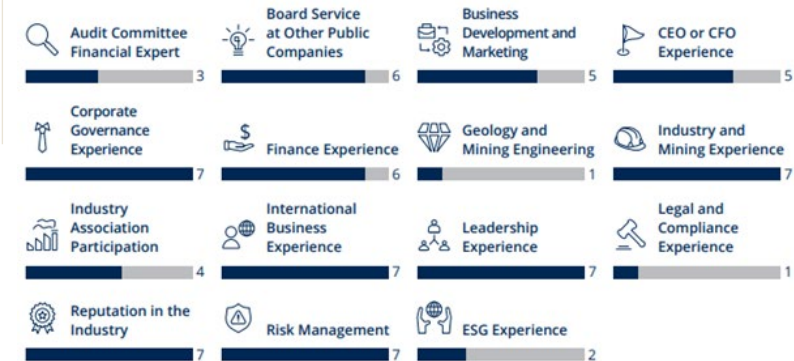 Audit Committee
Financial Expert
3
Board Service
at Other Public
Companies
6
Business
Development and
Marketing
5
CEO or CFO
Experience
5
Corporate
Governance
Experience
7
$
Finance Experience
6
Geology and
Mining Engineering
1
Industry and
Mining Experience
7
Industry
Association
Participation
4
International
Business
Experience
7
Leadership
Experience
7
Legal and
Compliance
Experience
1
Reputation in the
Industry
7
Risk Management
7
ESG Experience
2